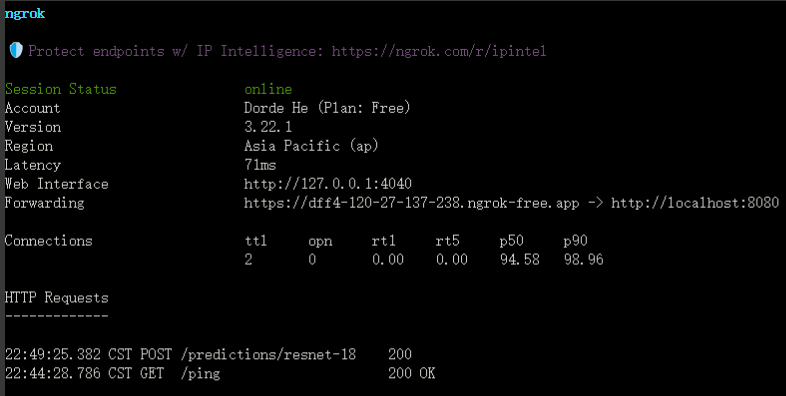 ngrok
Protect endpoints w/ IP Intelligence: https://ngrok.com/r/ipintel
Session Status online
Account Dorde He (Plan: Free)
Version 3.22.1
Region Asia Pacific (ap)
Latency 71ms
Web Interface http://127.0.0.1:4040
Forwarding https://dff4-120-27-137-238.ngrok-free.app -> http://localhost:8080
Connections ttl opn rt1 rt5 p50 p90
2 0 0.00 0.00 94.58 98.96
HTTP Requests
-------------
22:49:25.382 CST POST /predictions/resnet-18 200
22:44:28.786 CST GET /ping 200 OK